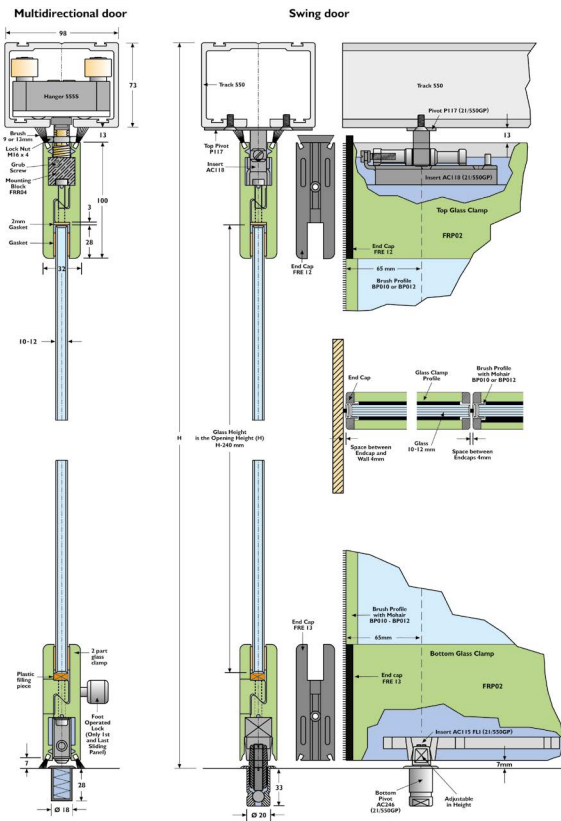 Multidirectional door
98
73
Hanger 555S
Brush
9 or 13mm
Lock Nut
M16 x 4
Grub
Screw
Mounting
Block
FRR04
2mm
Gasket
Gasket
13
100
3
28
32
10-12
2 part
glass
clamp
Plastic
filling
piece
Foot
Operated
Lock
(Only 1st
and Last
Sliding
Panel)
7
28
Ø 18
Swing door
H
Track 550
Top Pivot
P117
Insert
AC118
End Cap
FRE 12
Glass Height
is the Opening Height (H)
H-240 mm
End Cap
FRE 13
33
Ø 20
Track 550
Pivot P117 (21/550GP)
13
Insert AC118 (21/550GP)
Top Glass Clamp
FRP02
End Cap
FRE 12
65 mm
Brush Profile
BP010 or BP012
End Cap
Glass Clamp
Profile
Brush Profile
with Mohair
BP010 or BP012
Glass
10-12 mm
Space between
Endcap and
Wall 4mm
Space between
Endcaps 4mm
Brush Profile
with Mohair
BP010 - BP012
65mm
Bottom Glass Clamp
End cap
FRE 13
FRP02
Insert AC115 FLI (21/550GP)
7mm
Bottom
Pivot
AC246
(21/550GP)
Adjustable
in Height